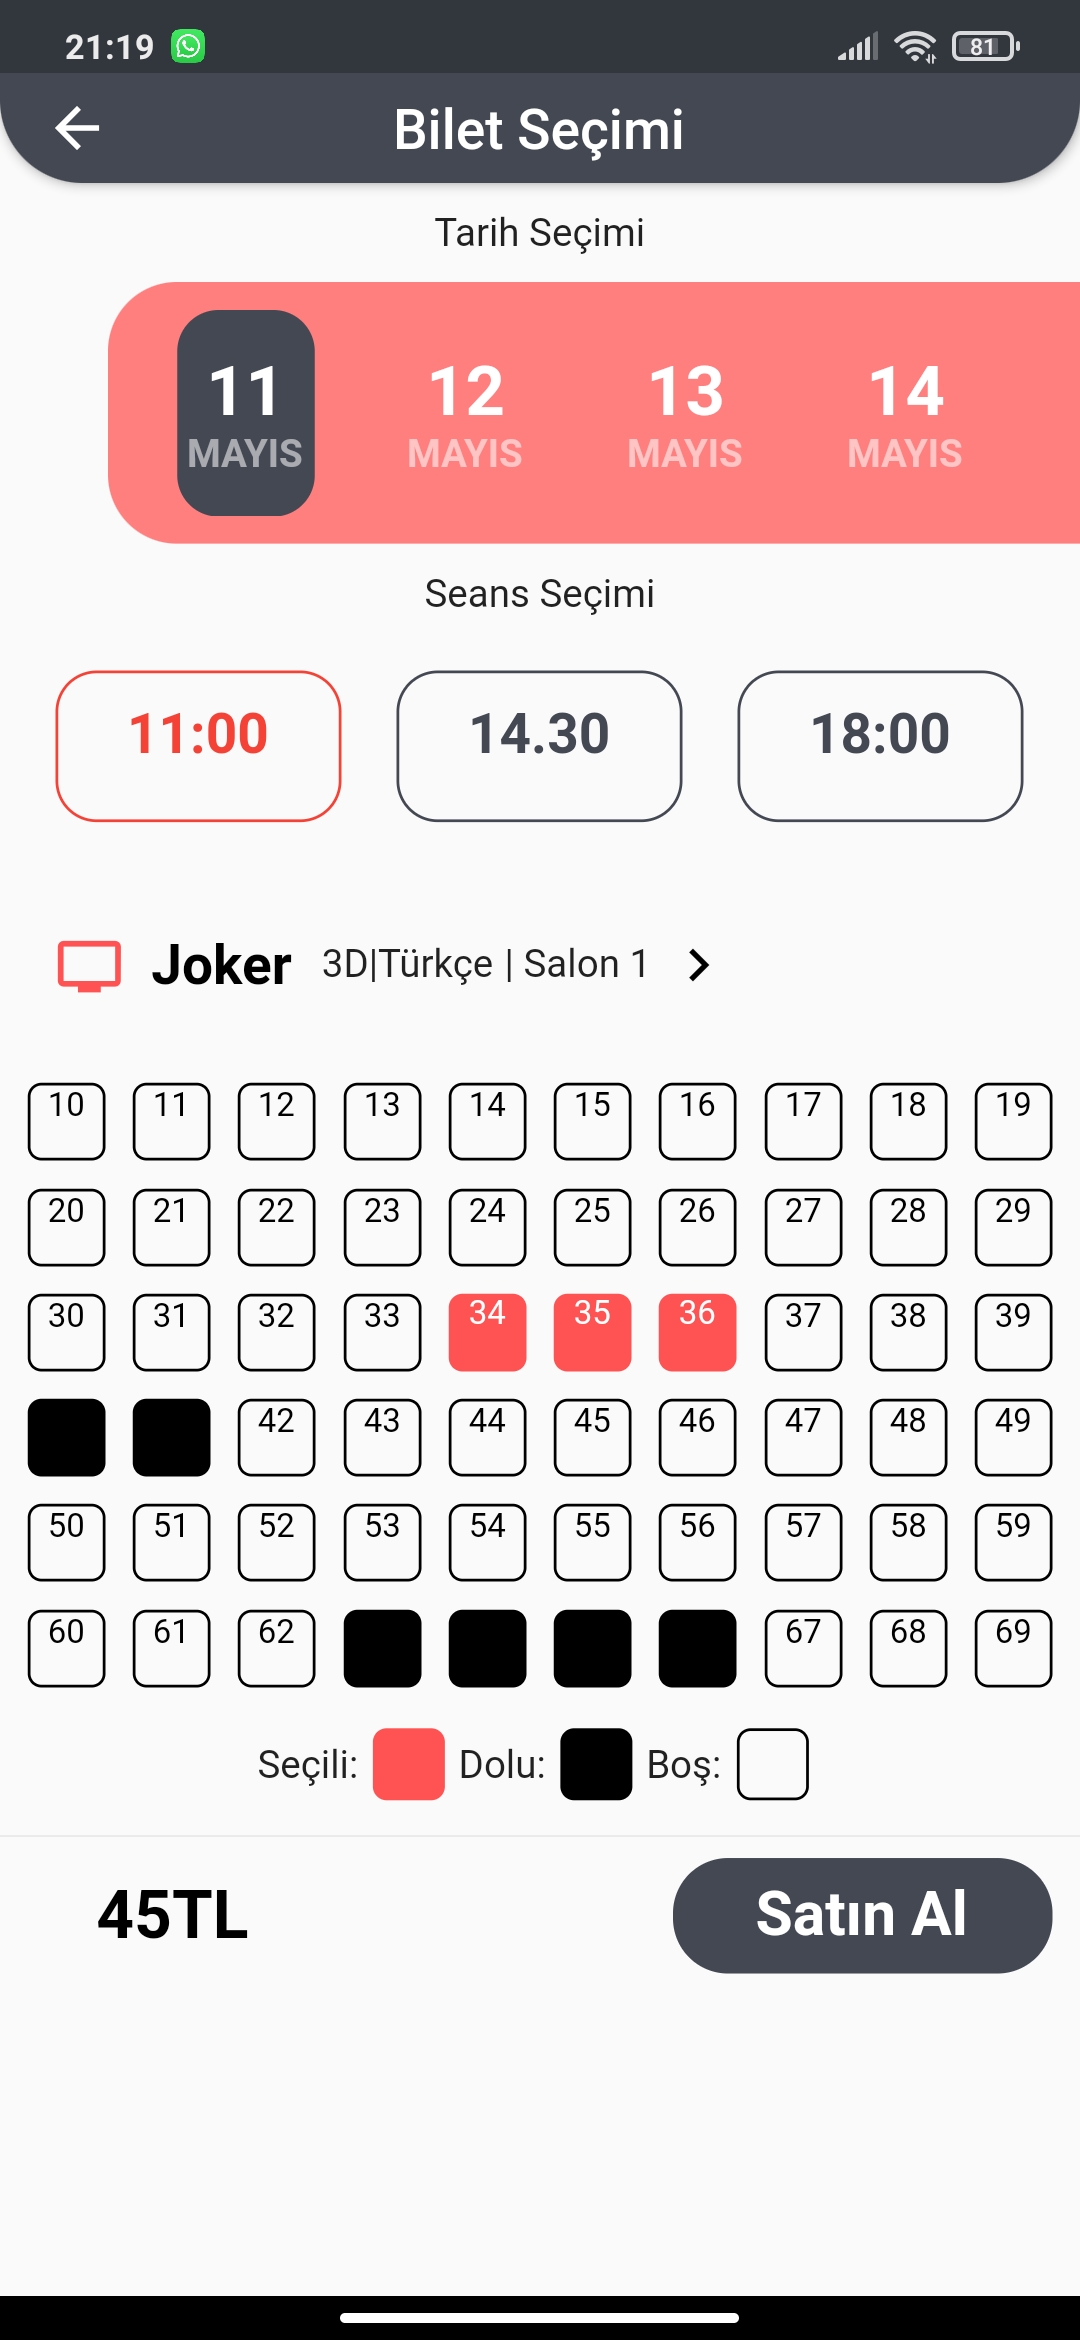 21:19 81
Bilet Seçimi
Tarih Seçimi
11 12 13 14
MAYIS MAYIS MAYIS MAYIS
Seans Seçimi
11:00 14.30 18:00
Joker 3D|Türkçe | Salon 1
10 11 12 13 14 15 16 17 18 19
20 21 22 23 24 25 26 27 28 29
30 31 32 33 34 35 36 37 38 39
42 43 44 45 46 47 48 49
50 51 52 53 54 55 56 57 58 59
60 61 62 67 68 69
Seçili: Dolu: Boş:
45TL Satın Al